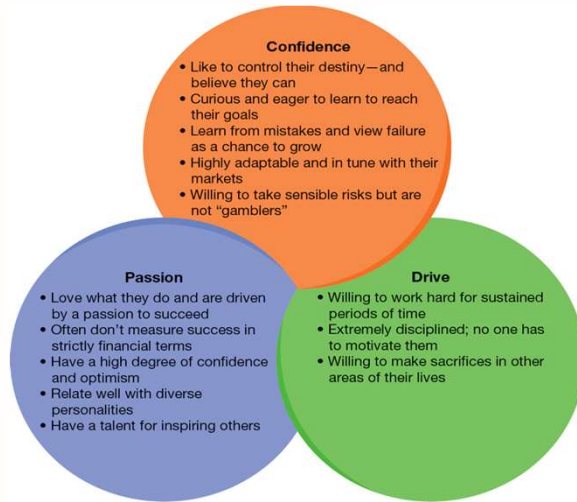 Confidence
• Like to control their destiny—and
believe they can
• Curious and eager to learn to reach
their goals
• Learn from mistakes and view failure
as a chance to grow
• Highly adaptable and in tune with their
markets
• Willing to take sensible risks but are
not “gamblers”
Passion
• Love what they do and are driven
by a passion to succeed
• Often don’t measure success in
strictly financial terms
• Have a high degree of confidence
and optimism
• Relate well with diverse
personalities
• Have a talent for inspiring others
Drive
• Willing to work hard for sustained
periods of time
• Extremely disciplined; no one has
to motivate them
• Willing to make sacrifices in other
areas of their lives